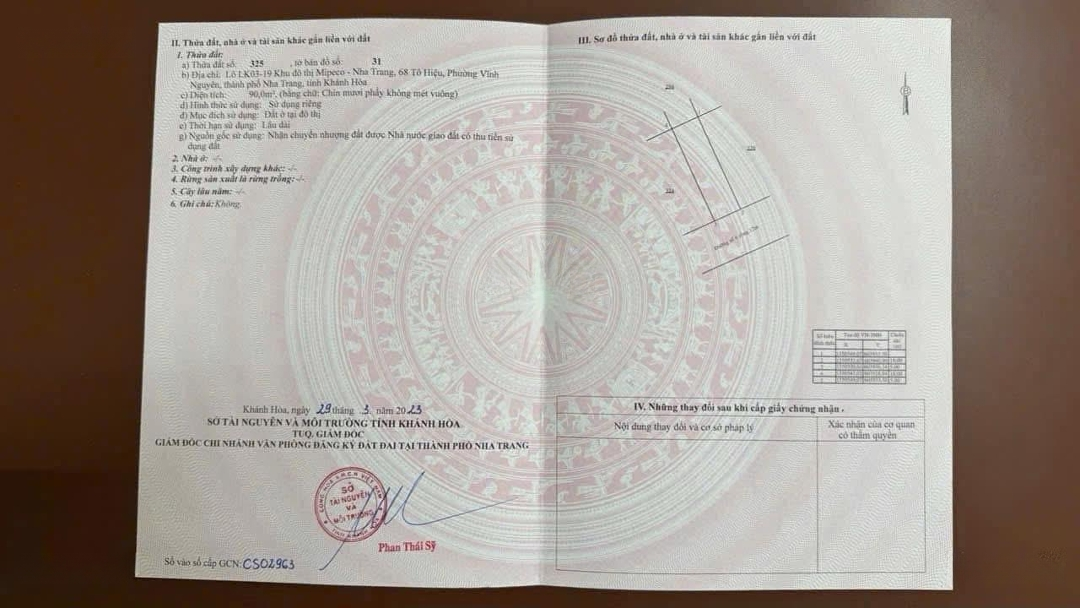 II. Thửa đất, nhà ở và tài sản khác gắn liền với đất
1. Thửa đất:
a) Thửa đất số: 325 , tờ bản đồ số: 31
b) Địa chỉ: Lô LK03-19 Khu đô thị Mipeco - Nha Trang, 68 Tô Hiệu, Phường Vĩnh
Nguyên, thành phố Nha Trang, tỉnh Khánh Hòa
c) Diện tích: 90,0m², (bằng chữ: Chín mươi phẩy không mét vuông)
d) Hình thức sử dụng: Sử dụng riêng
đ) Mục đích sử dụng: Đất ở tại đô thị
e) Thời hạn sử dụng: Lâu dài
g) Nguồn gốc sử dụng: Nhận chuyển nhượng đất được Nhà nước giao đất có thu tiền sử
dụng đất
2. Nhà ở: -/-
3. Công trình xây dựng khác: -/-
4. Rừng sản xuất là rừng trồng: -/-
5. Cây lâu năm: -/-
6. Ghi chú: Không.
Khánh Hòa, ngày 29 tháng 3 năm 2023
SỞ TÀI NGUYÊN VÀ MÔI TRƯỜNG TỈNH KHÁNH HÒA
TUQ. GIÁM ĐỐC
GIÁM ĐỐC CHI NHÁNH VĂN PHÒNG ĐĂNG KÝ ĐẤT ĐAI TẠI THÀNH PHỐ NHA TRANG
SỞ
TÀI NGUYÊN
VÀ
MÔI TRƯỜNG
Phan Thái Sỹ
Số vào sổ cấp GCN: CS02963
III. Sơ đồ thửa đất, nhà ở và tài sản khác gắn liền với đất
IV. Những thay đổi sau khi cấp giấy chứng nhận
Nội dung thay đổi và cơ sở pháp lý
Xác nhận của cơ quan
có thẩm quyền